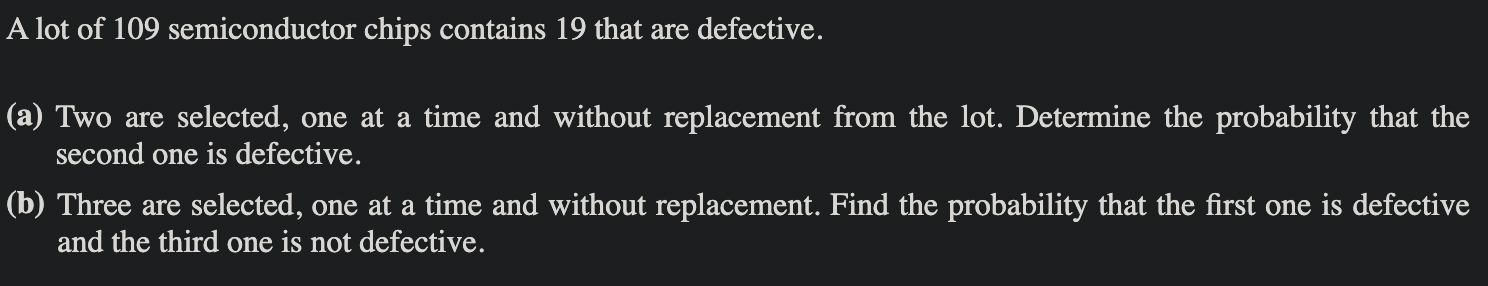 A lot of 109 semiconductor chips contains 19 that are defective.
(a) Two are selected, one at a time and without replacement from the lot. Determine the probability that the
second one is defective.
(b) Three are selected, one at a time and without replacement. Find the probability that the first one is defective
and the third one is not defective.